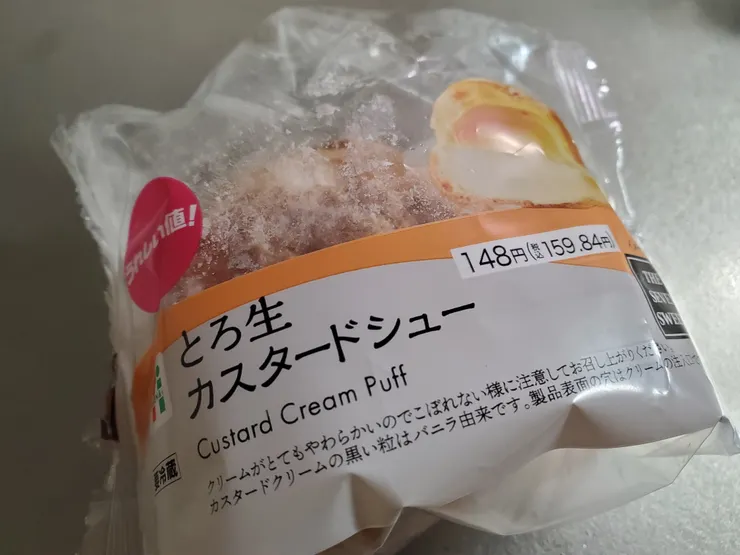 うれしい値!
148円(税込159.84円)
THE
SEVEN
SWE
とろ生
カスタードシュー
Custard Cream Puff
クリームがとてもやわらかいのでこぼれない様に注意してお召し上がりください。
カスタードクリームの黒い粒はバニラ由来です。製品表面の穴はクリームの注
要冷蔵